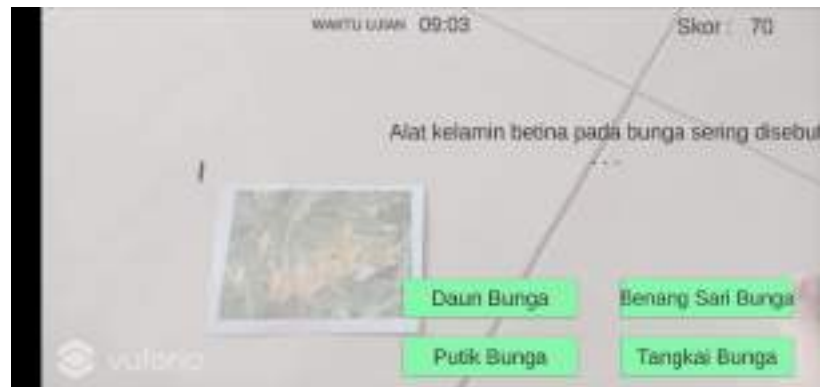 WAKTU UJIAN 09:03
Skor : 70
Alat kelamin betina pada bunga sering disebut
...
Daun Bunga
Benang Sari Bunga
Putik Bunga
Tangkai Bunga
vuforia